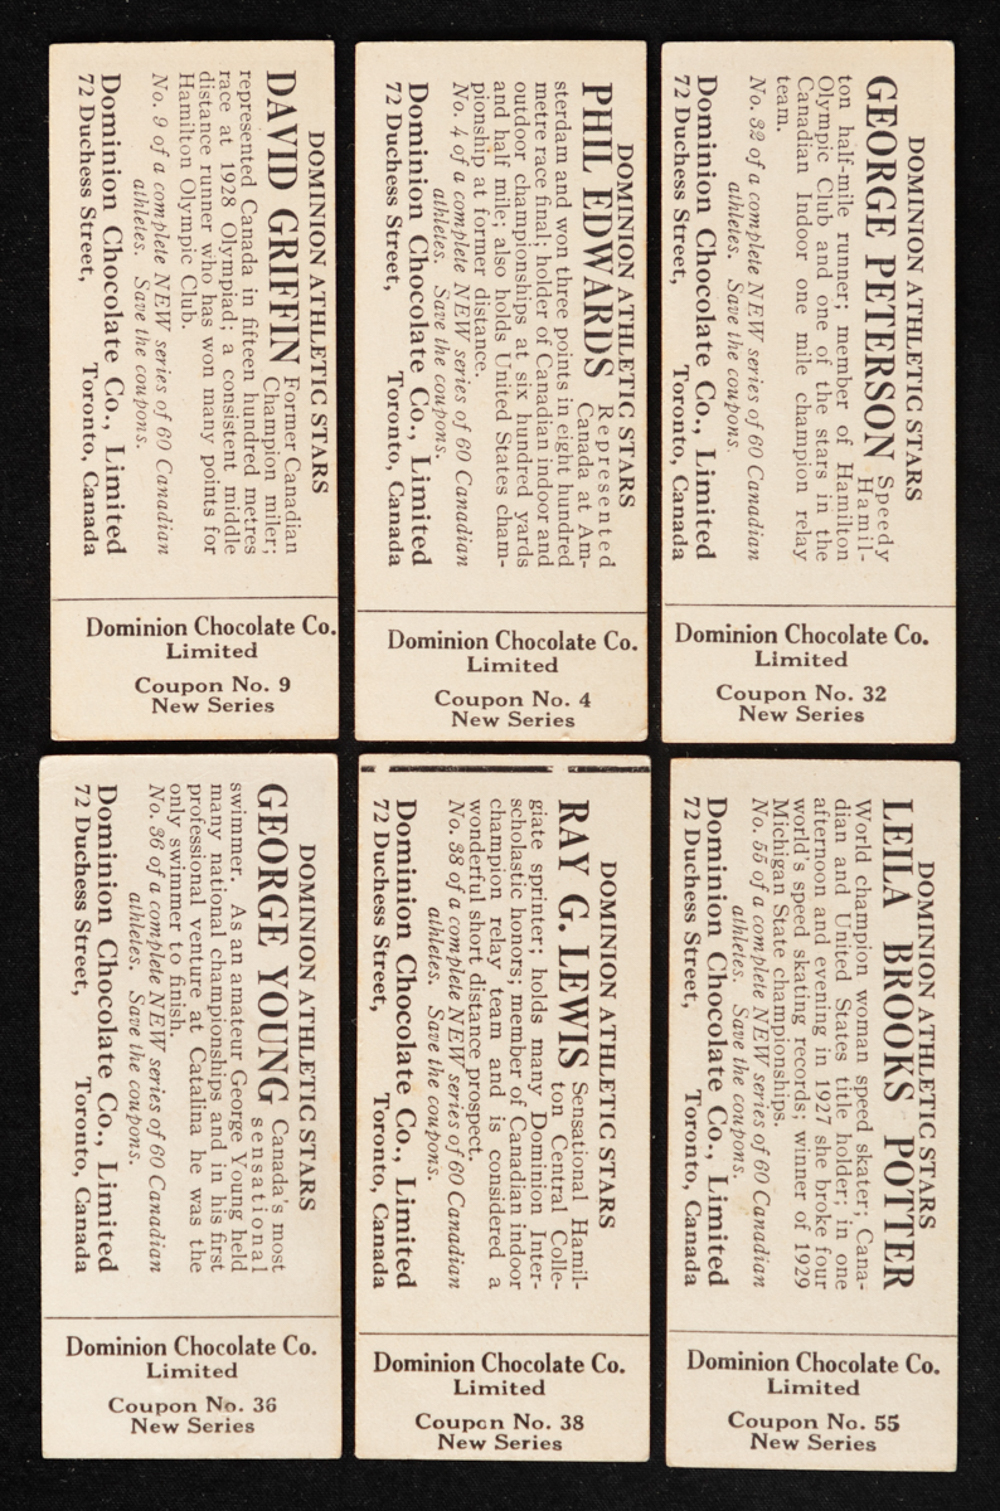 DOMINION ATHLETIC STARS
DAVID GRIFFIN Former Canadian
Champion miler;
represented Canada in fifteen hundred metres
race at 1928 Olympiad; a consistent middle
distance runner who has won many points for
Hamilton Olympic Club.
No. 9 of a complete NEW series of 60 Canadian
athletes. Save the coupons.
Dominion Chocolate Co., Limited
72 Duchess Street, Toronto, Canada
Dominion Chocolate Co.
Limited
Coupon No. 9
New Series
DOMINION ATHLETIC STARS
PHIL EDWARDS Represented
Canada at Am-
sterdam and won three points in eight hundred
metre race final; holder of Canadian indoor and
outdoor championships at six hundred yards
and half mile; also holds United States cham-
pionship at former distance.
No. 4 of a complete NEW series of 60 Canadian
athletes. Save the coupons.
Dominion Chocolate Co., Limited
72 Duchess Street, Toronto, Canada
Dominion Chocolate Co.
Limited
Coupon No. 4
New Series
DOMINION ATHLETIC STARS
GEORGE PETERSON Speedy
Hamil-
ton half-mile runner; member of Hamilton
Olympic Club and one of the stars in the
Canadian Indoor one mile champion relay
team.
No. 32 of a complete NEW series of 60 Canadian
athletes. Save the coupons.
Dominion Chocolate Co., Limited
72 Duchess Street, Toronto, Canada
Dominion Chocolate Co.
Limited
Coupon No. 32
New Series
DOMINION ATHLETIC STARS
GEORGE YOUNG Canada's most
sensational
swimmer. As an amateur George Young held
many national championships and in his first
professional venture at Catalina he was the
only swimmer to finish.
No. 36 of a complete NEW series of 60 Canadian
athletes. Save the coupons.
Dominion Chocolate Co., Limited
72 Duchess Street, Toronto, Canada
Dominion Chocolate Co.
Limited
Coupon No. 36
New Series
DOMINION ATHLETIC STARS
RAY G. LEWIS Sensational Hamil-
ton Central Colle-
giate sprinter; holds many Dominion Inter-
scholastic honors; member of Canadian indoor
champion relay team and is considered a
wonderful short distance prospect.
No. 38 of a complete NEW series of 60 Canadian
athletes. Save the coupons.
Dominion Chocolate Co., Limited
72 Duchess Street, Toronto, Canada
Dominion Chocolate Co.
Limited
Coupon No. 38
New Series
DOMINION ATHLETIC STARS
LEILA BROOKS POTTER
World champion woman speed skater; Cana-
dian and United States title holder; in one
afternoon and evening in 1927 she broke four
world's speed skating records; winner of 1929
Michigan State championships.
No. 55 of a complete NEW series of 60 Canadian
athletes. Save the coupons.
Dominion Chocolate Co., Limited
72 Duchess Street, Toronto, Canada
Dominion Chocolate Co.
Limited
Coupon No. 55
New Series